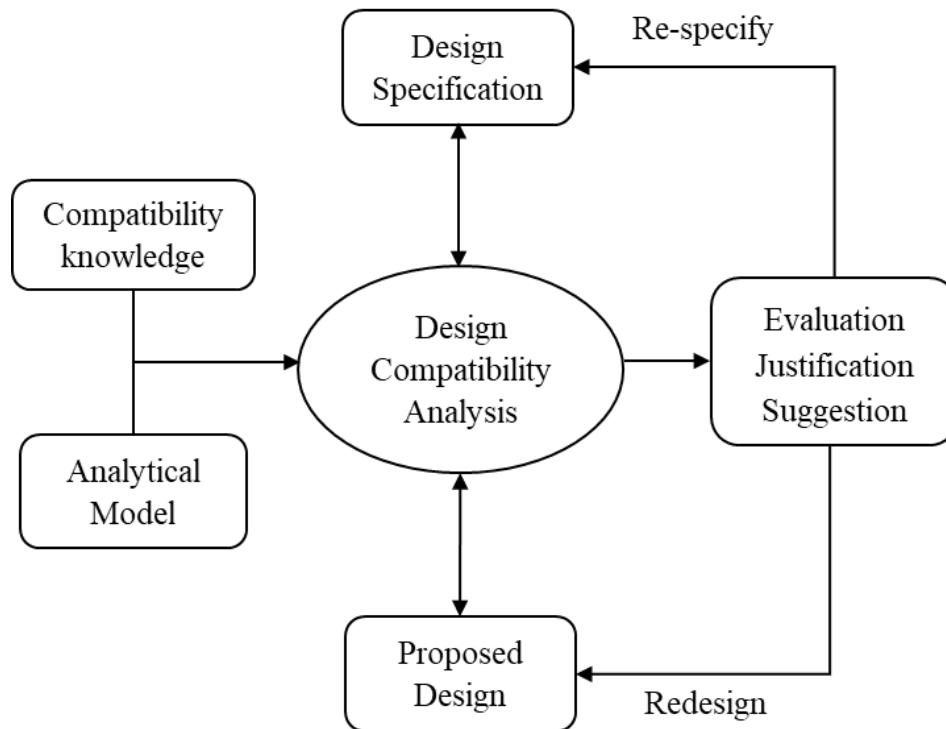 Design
Specification
Re-specify
Compatibility
knowledge
Design
Compatibility
Analysis
Evaluation
Justification
Suggestion
Analytical
Model
Proposed
Design
Redesign